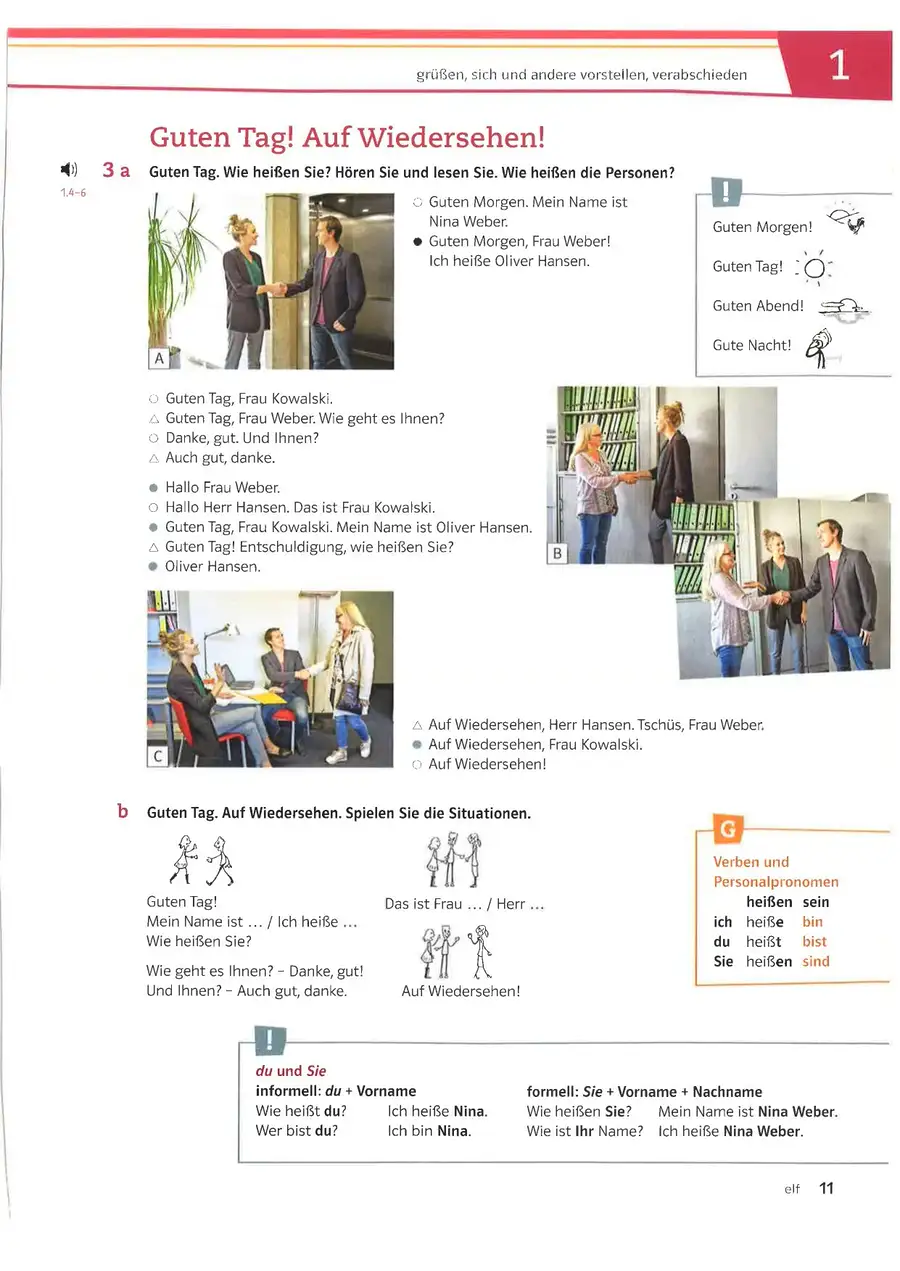 grüßen, sich und andere vorstellen, verabschieden
1
Guten Tag! Auf Wiedersehen!
1.4–6
3 a Guten Tag. Wie heißen Sie? Hören Sie und lesen Sie. Wie heißen die Personen?
A
○ Guten Morgen. Mein Name ist
Nina Weber.
● Guten Morgen, Frau Weber!
Ich heiße Oliver Hansen.
!
Guten Morgen!
Guten Tag!
Guten Abend!
Gute Nacht!
○ Guten Tag, Frau Kowalski.
△ Guten Tag, Frau Weber. Wie geht es Ihnen?
○ Danke, gut. Und Ihnen?
△ Auch gut, danke.
● Hallo Frau Weber.
○ Hallo Herr Hansen. Das ist Frau Kowalski.
● Guten Tag, Frau Kowalski. Mein Name ist Oliver Hansen.
△ Guten Tag! Entschuldigung, wie heißen Sie?
● Oliver Hansen.
B
C
△ Auf Wiedersehen, Herr Hansen. Tschüs, Frau Weber.
● Auf Wiedersehen, Frau Kowalski.
○ Auf Wiedersehen!
b Guten Tag. Auf Wiedersehen. Spielen Sie die Situationen.
Guten Tag!
Mein Name ist ... / Ich heiße ...
Wie heißen Sie?
Wie geht es Ihnen? – Danke, gut!
Und Ihnen? – Auch gut, danke.
Das ist Frau ... / Herr ...
Auf Wiedersehen!
G
Verben und
Personalpronomen
heißen sein
ich heiße bin
du heißt bist
Sie heißen sind
!
du und Sie
informell: du + Vorname
Wie heißt du? Ich heiße Nina.
Wer bist du? Ich bin Nina.
formell: Sie + Vorname + Nachname
Wie heißen Sie? Mein Name ist Nina Weber.
Wie ist Ihr Name? Ich heiße Nina Weber.
elf 11